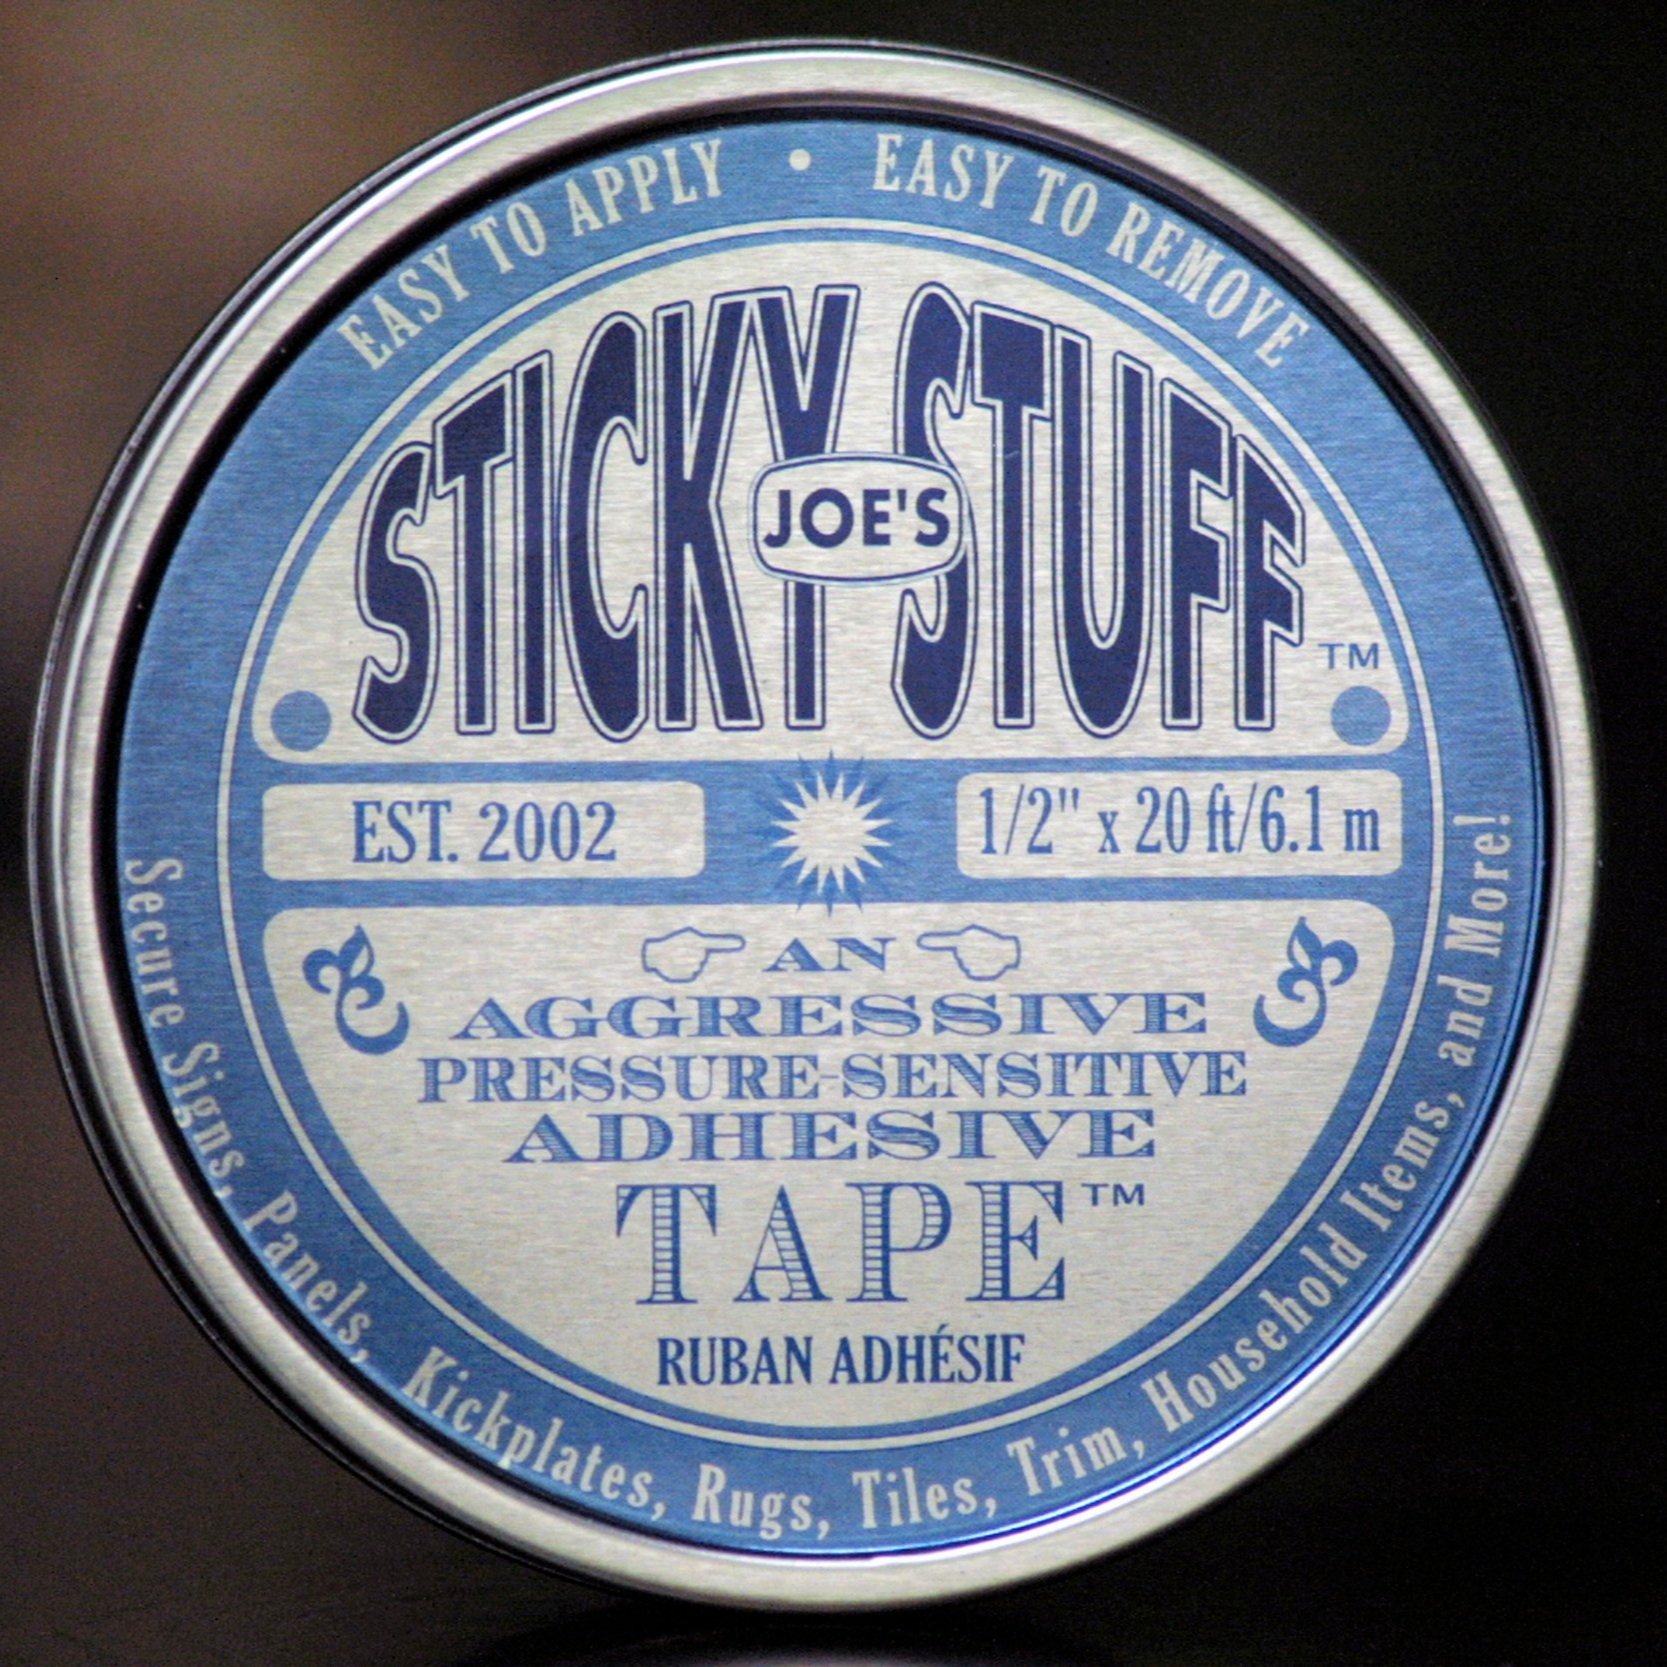 EASY TO APPLY • EASY TO REMOVE
STICKY STUFF
JOE'S
TM
EST. 2002
1/2" x 20 ft/6.1 m
AN
AGGRESSIVE
PRESSURE-SENSITIVE
ADHESIVE
TAPE™
RUBAN ADHÉSIF
Secure Signs, Panels, Kickplates, Rugs, Tiles, Trim, Household Items, and More!